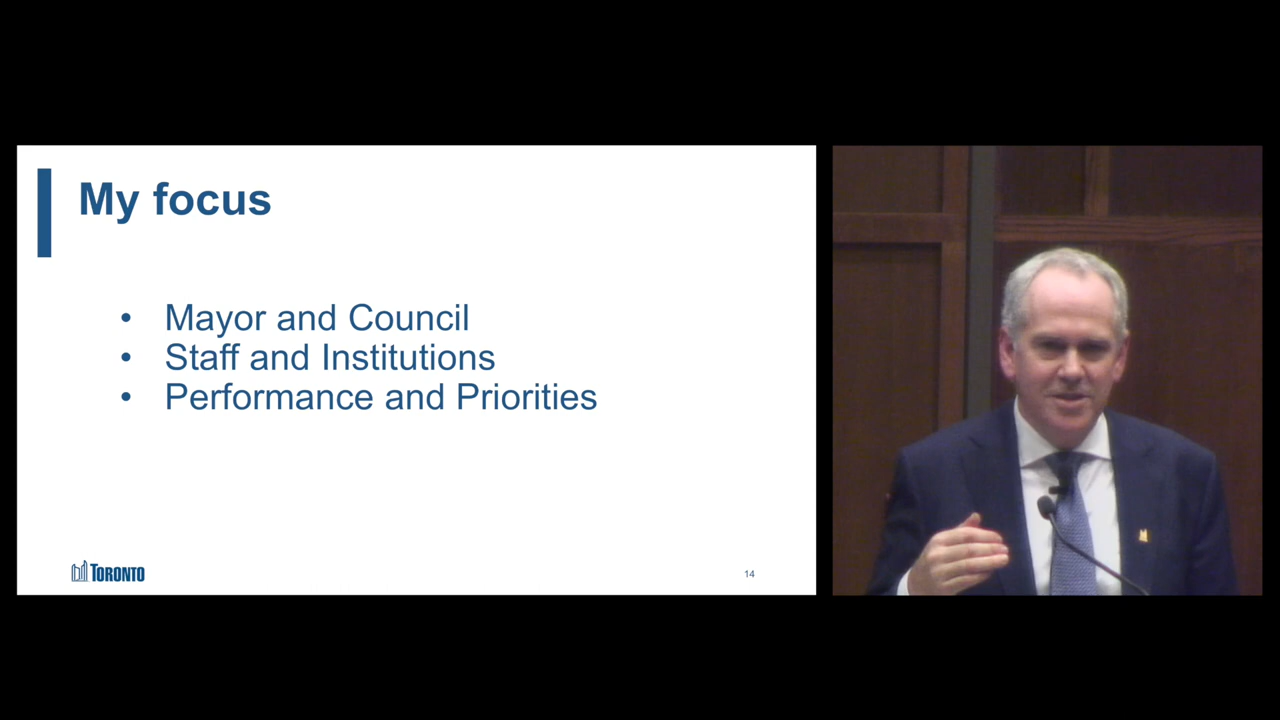 My focus
• Mayor and Council
• Staff and Institutions
• Performance and Priorities
TORONTO
14